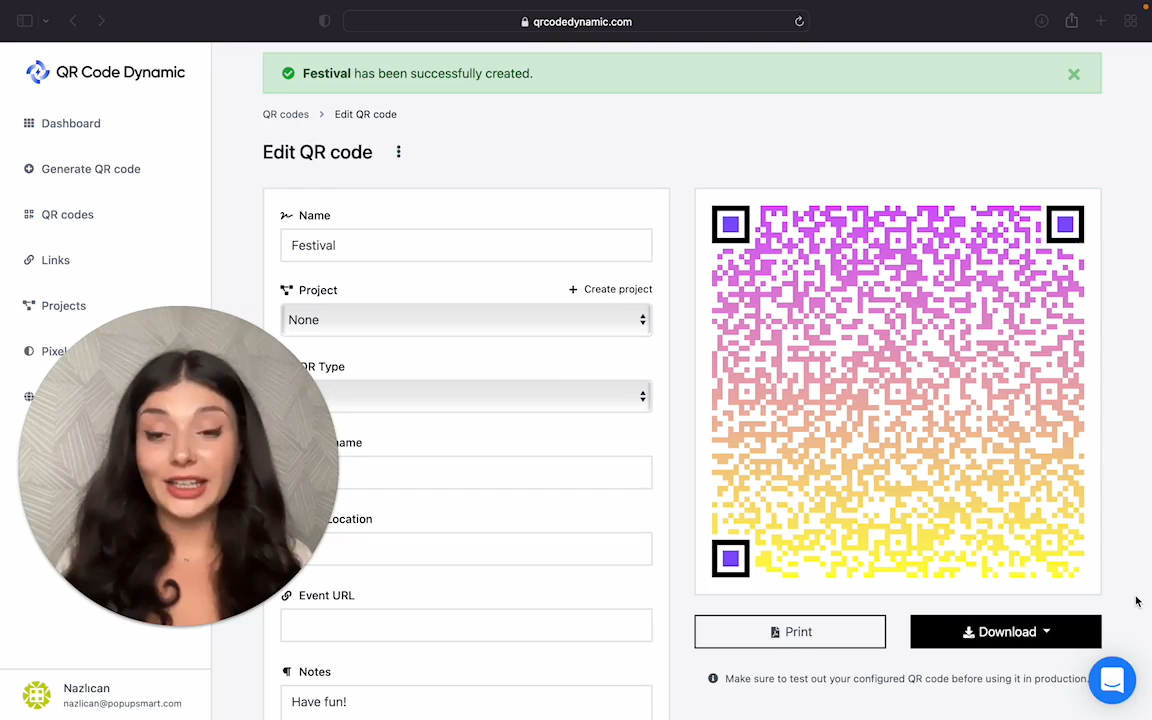 qrcodedynamic.com
QR Code Dynamic
Festival has been successfully created.
QR codes
Edit QR code
Edit QR code
Dashboard
Generate QR code
QR codes
Links
Projects
Pixel
Name
Festival
Project
Create project
None
QR Type
name
Location
Event URL
Notes
Have fun!
Print
Download
Make sure to test out your configured QR code before using it in production.
Nazlıcan
nazlican@popupsmart.com